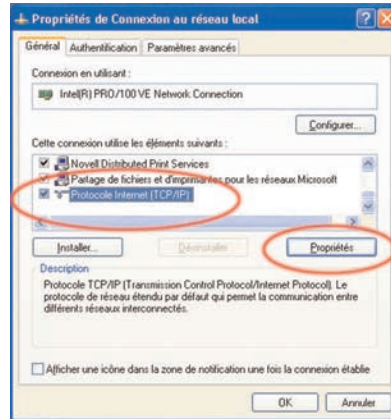 Propriétés de Connexion au réseau local
Général Authentification Paramètres avancés
Connexion en utilisant :
Intel(R) PRO/100 VE Network Connection
Configurer...
Cette connexion utilise les éléments suivants :
Novell Distributed Print Services
Partage de fichiers et d'imprimantes pour les réseaux Microsoft
Protocole Internet (TCP/IP)
Installer... Désinstaller Propriétés
Description
Protocole TCP/IP (Transmission Control Protocol/Internet Protocol). Le
protocole de réseau étendu par défaut qui permet la communication entre
différents réseaux interconnectés.
Afficher une icône dans la zone de notification une fois la connexion établie
OK Annuler